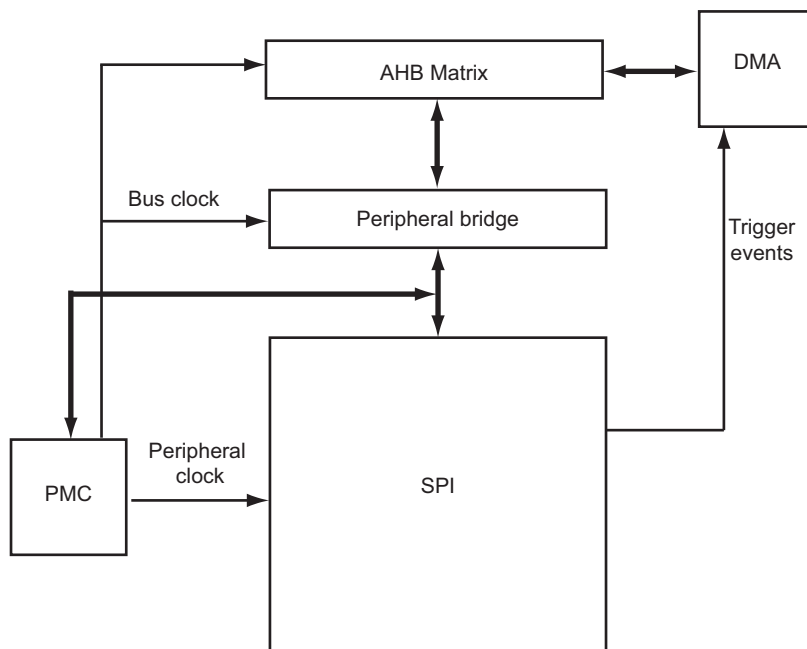 AHB Matrix
DMA
Bus clock
Peripheral bridge
Trigger
events
Peripheral
clock
PMC
SPI